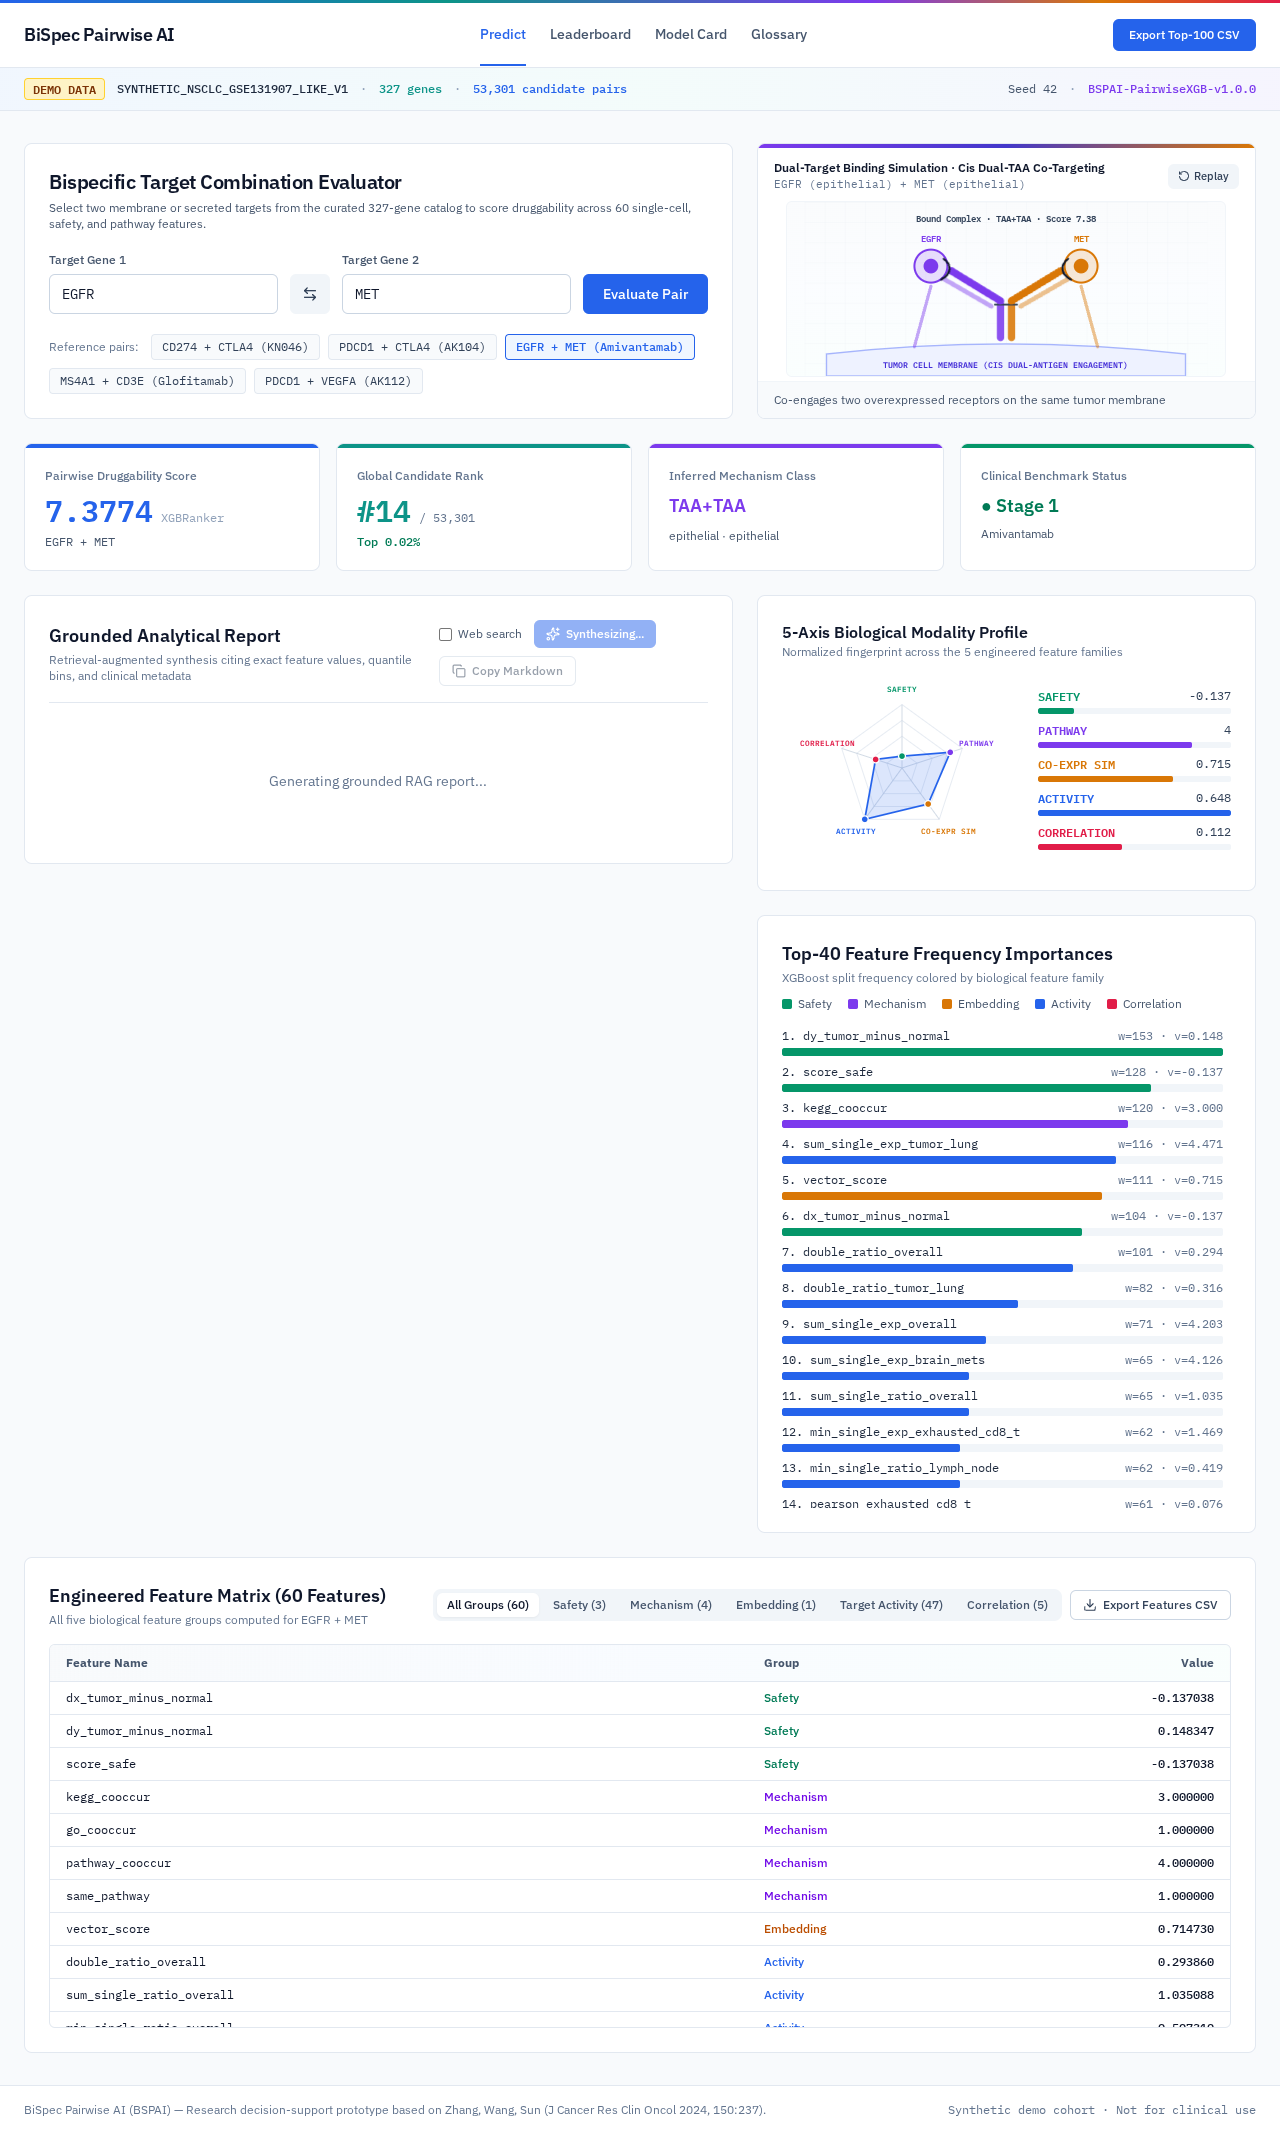 BiSpec Pairwise AI
Predict Leaderboard Model Card Glossary
Export Top-100 CSV
DEMO DATA SYNTHETIC_NSCLC_GSE131907_LIKE_V1 · 327 genes · 53,301 candidate pairs
Seed 42 · BSPAI-PairwiseXGB-v1.0.0
Bispecific Target Combination Evaluator
Select two membrane or secreted targets from the curated 327-gene catalog to score druggability across 60 single-cell,
safety, and pathway features.
Target Gene 1 Target Gene 2
EGFR MET Evaluate Pair
Reference pairs: CD274 + CTLA4 (KN046) PDCD1 + CTLA4 (AK104) EGFR + MET (Amivantamab)
MS4A1 + CD3E (Glofitamab) PDCD1 + VEGFA (AK112)
Dual-Target Binding Simulation · Cis Dual-TAA Co-Targeting
EGFR (epithelial) + MET (epithelial)
Replay
Bound Complex · TAA+TAA · Score 7.38
EGFR MET
TUMOR CELL MEMBRANE (CIS DUAL-ANTIGEN ENGAGEMENT)
Co-engages two overexpressed receptors on the same tumor membrane
Pairwise Druggability Score
7.3774 XGBRanker
EGFR + MET
Global Candidate Rank
#14 / 53,301
Top 0.02%
Inferred Mechanism Class
TAA+TAA
epithelial · epithelial
Clinical Benchmark Status
● Stage 1
Amivantamab
Grounded Analytical Report
Retrieval-augmented synthesis citing exact feature values, quantile
bins, and clinical metadata
Web search Synthesizing...
Copy Markdown
Generating grounded RAG report...
5-Axis Biological Modality Profile
Normalized fingerprint across the 5 engineered feature families
SAFETY
CORRELATION PATHWAY
ACTIVITY CO-EXPR SIM
SAFETY -0.137
PATHWAY 4
CO-EXPR SIM 0.715
ACTIVITY 0.648
CORRELATION 0.112
Top-40 Feature Frequency Importances
XGBoost split frequency colored by biological feature family
Safety Mechanism Embedding Activity Correlation
1. dy_tumor_minus_normal w=153 · v=0.148
2. score_safe w=128 · v=-0.137
3. kegg_cooccur w=120 · v=3.000
4. sum_single_exp_tumor_lung w=116 · v=4.471
5. vector_score w=111 · v=0.715
6. dx_tumor_minus_normal w=104 · v=-0.137
7. double_ratio_overall w=101 · v=0.294
8. double_ratio_tumor_lung w=82 · v=0.316
9. sum_single_exp_overall w=71 · v=4.203
10. sum_single_exp_brain_mets w=65 · v=4.126
11. sum_single_ratio_overall w=65 · v=1.035
12. min_single_exp_exhausted_cd8_t w=62 · v=1.469
13. min_single_ratio_lymph_node w=62 · v=0.419
14. pearson_exhausted_cd8_t w=61 · v=0.076
Engineered Feature Matrix (60 Features)
All five biological feature groups computed for EGFR + MET
All Groups (60) Safety (3) Mechanism (4) Embedding (1) Target Activity (47) Correlation (5) Export Features CSV
Feature Name Group Value
dx_tumor_minus_normal Safety -0.137038
dy_tumor_minus_normal Safety 0.148347
score_safe Safety -0.137038
kegg_cooccur Mechanism 3.000000
go_cooccur Mechanism 1.000000
pathway_cooccur Mechanism 4.000000
same_pathway Mechanism 1.000000
vector_score Embedding 0.714730
double_ratio_overall Activity 0.293860
sum_single_ratio_overall Activity 1.035088
min_single_ratio_overall Activity
BiSpec Pairwise AI (BSPAI) — Research decision-support prototype based on Zhang, Wang, Sun (J Cancer Res Clin Oncol 2024, 150:237).
Synthetic demo cohort · Not for clinical use